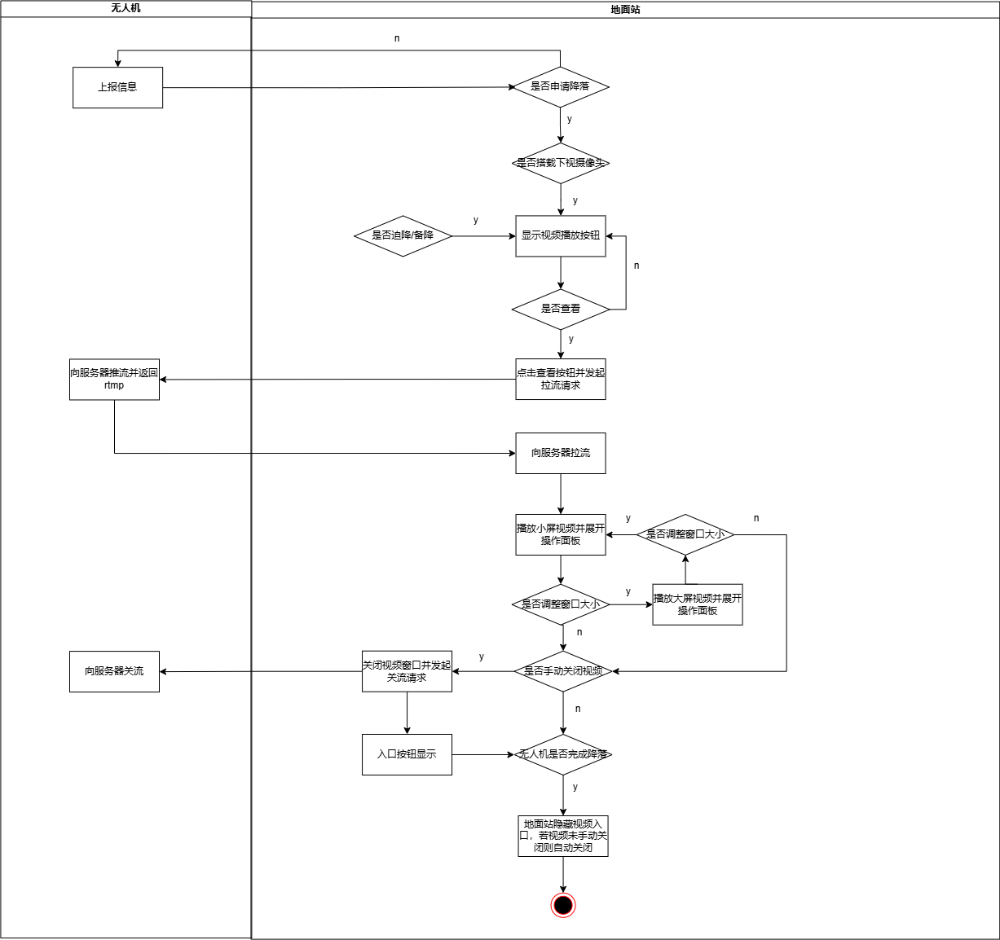 无人机
地面站
n
上报信息
是否申请降落
y
是否搭载下视摄像头
y
是否迫降/备降
y
显示视频播放按钮
n
是否查看
y
向服务器推流并返回
rtmp
点击查看按钮并发起
拉流请求
向服务器拉流
播放小屏视频并展开
操作面板
y
是否调整窗口大小
n
是否调整窗口大小
y
播放大屏视频并展开
操作面板
n
向服务器关流
关闭视频窗口并发起
关流请求
y
是否手动关闭视频
n
入口按钮显示
无人机是否完成降落
y
地面站隐藏视频入
口，若视频未手动关
闭则自动关闭